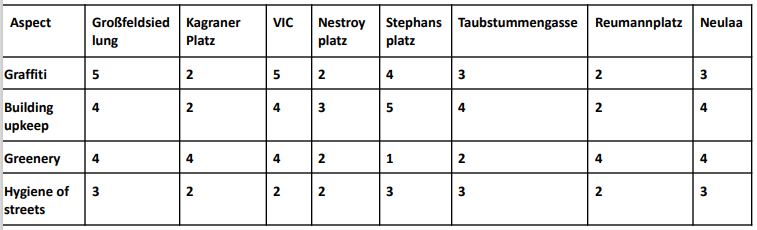 Aspect Großfeldsied Kagraner VIC Nestroy Stephans Taubstummengasse Reumannplatz Neulaa
lung Platz platz platz
Graffiti 5 2 5 2 4 3 2 3
Building 4 2 4 3 5 4 2 4
upkeep
Greenery 4 4 4 2 1 2 4 4
Hygiene of 3 2 2 2 3 3 2 3
streets